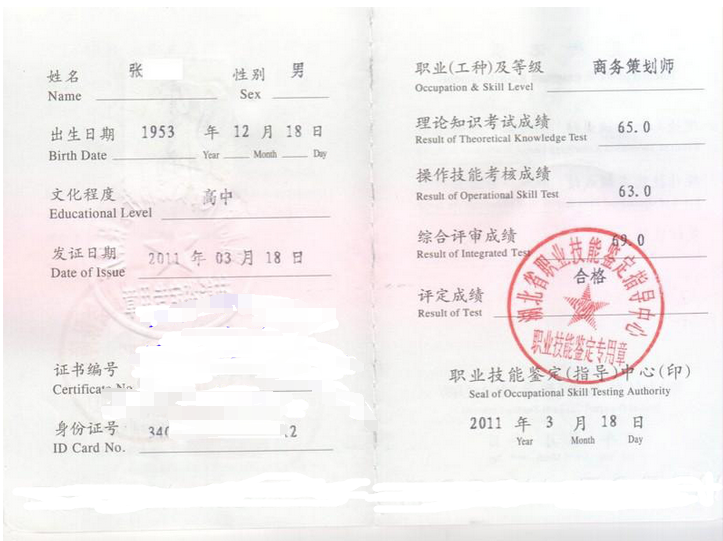 姓名 张 性别 男
Name Sex
出生日期 1953 年 12 月 18 日
Birth Date Year Month Day
文化程度 高中
Educational Level
发证日期 2011 年 03 月 18 日
Date of Issue
证书编号
Certificate No.
身份证号 340 2
ID Card No.
职业(工种)及等级 商务策划师
Occupation & Skill Level
理论知识考试成绩 65.0
Result of Theoretical Knowledge Test
操作技能考核成绩 63.0
Result of Operational Skill Test
综合评审成绩 69.0
Result of Integrated Test
合格
评定成绩
Result of Test
湖北省职业技能鉴定指导中心
职业技能鉴定专用章
职业技能鉴定(指导)中心(印)
Seal of Occupational Skill Testing Authority
2011 年 3 月 18 日
Year Month Day